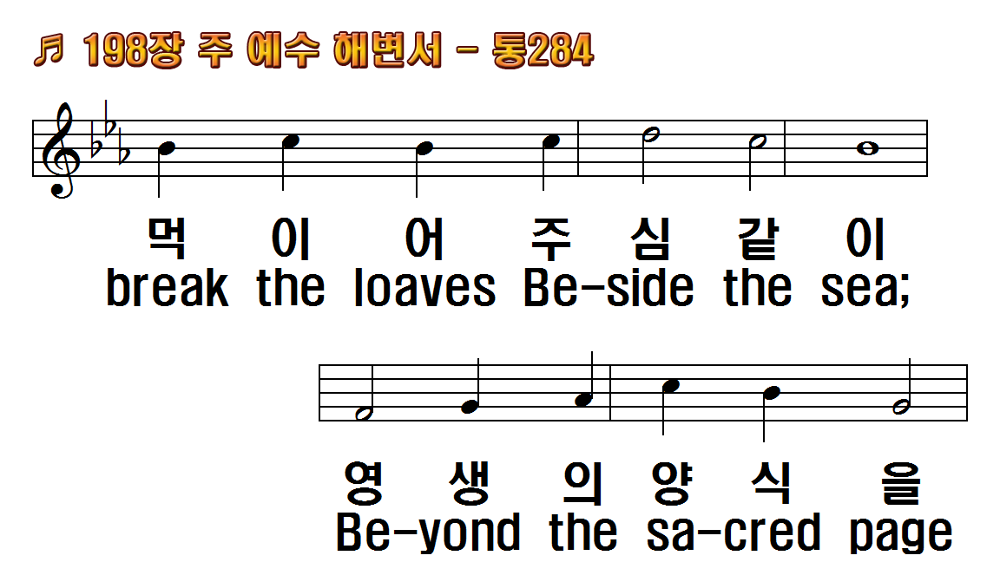 ♬ 198장 주 예수 해변서 - 통284
먹 이 어 주 심 같 이
break the loaves Be-side the sea;
영 생 의 양 식 을
Be-yond the sa-cred page